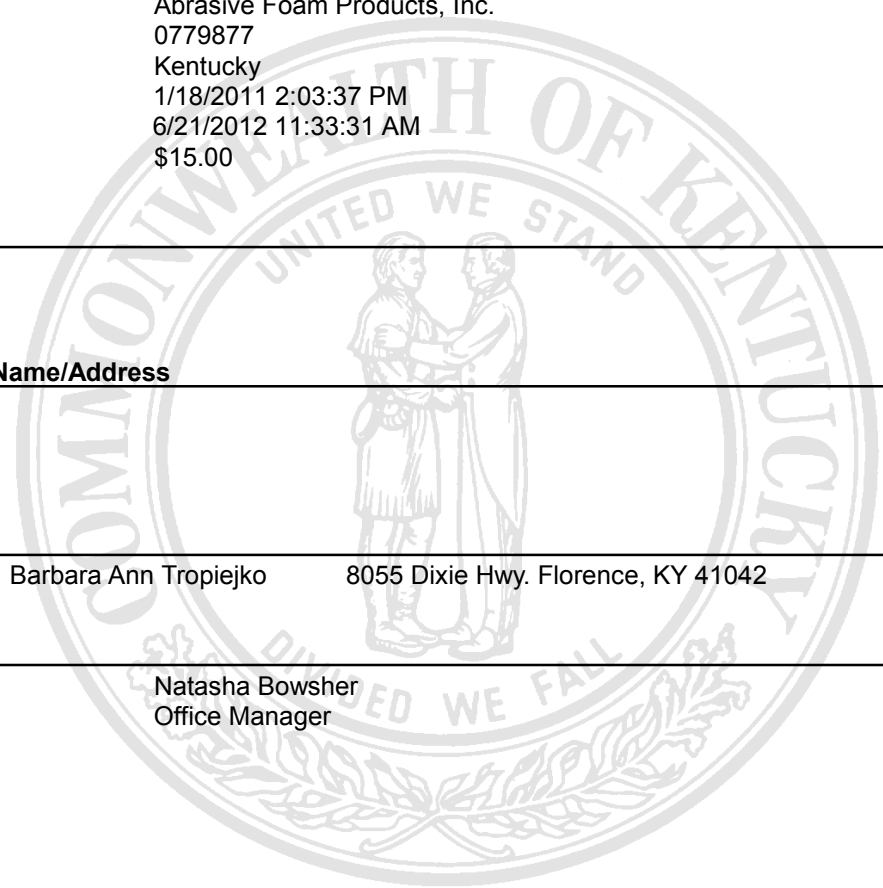 Abrasive Foam Products, Inc.
0779877
Kentucky
1/18/2011 2:03:37 PM
6/21/2012 11:33:31 AM
$15.00
Name/Address
Barbara Ann Tropiejko 8055 Dixie Hwy. Florence, KY 41042
Natasha Bowsher
Office Manager
COMMONWEALTH OF KENTUCKY
UNITED WE STAND
DIVIDED WE FALL